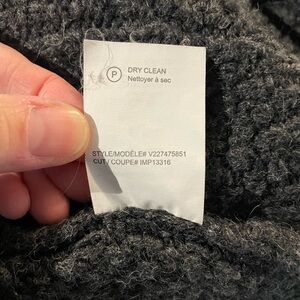 P DRY CLEAN
Nettoyer à sec
STYLE/MODÈLE# V227475851
CUT / COUPE# IMP13316